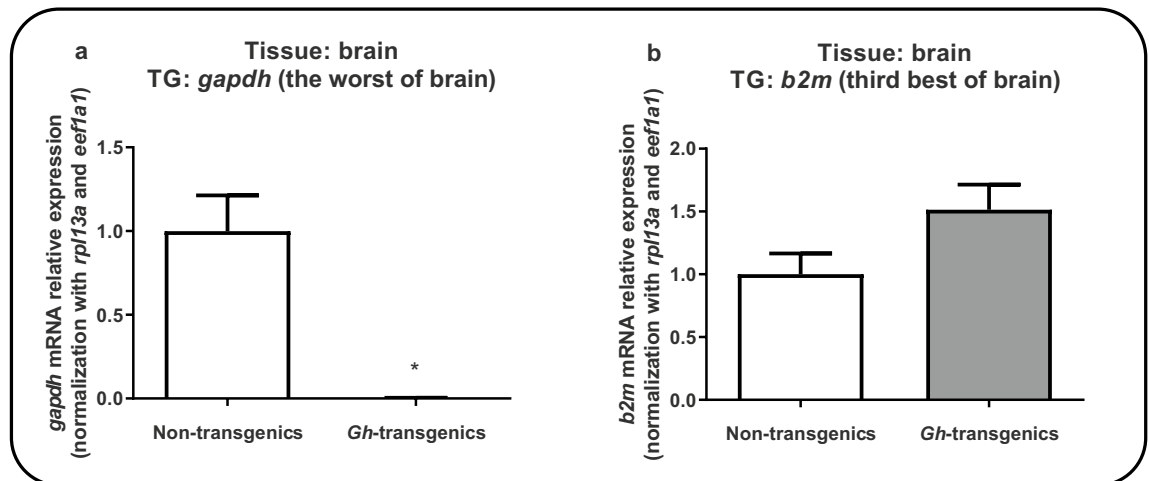 a
Tissue: brain
TG: gapdh (the worst of brain)
gapdh mRNA relative expression
(normalization with rpl13a and eef1a1)
1.5
1.0
0.5
0.0
*
Non-transgenics
Gh-transgenics
b
Tissue: brain
TG: b2m (third best of brain)
b2m mRNA relative expression
(normalization with rpl13a and eef1a1)
2.0
1.5
1.0
0.5
0.0
Non-transgenics
Gh-transgenics